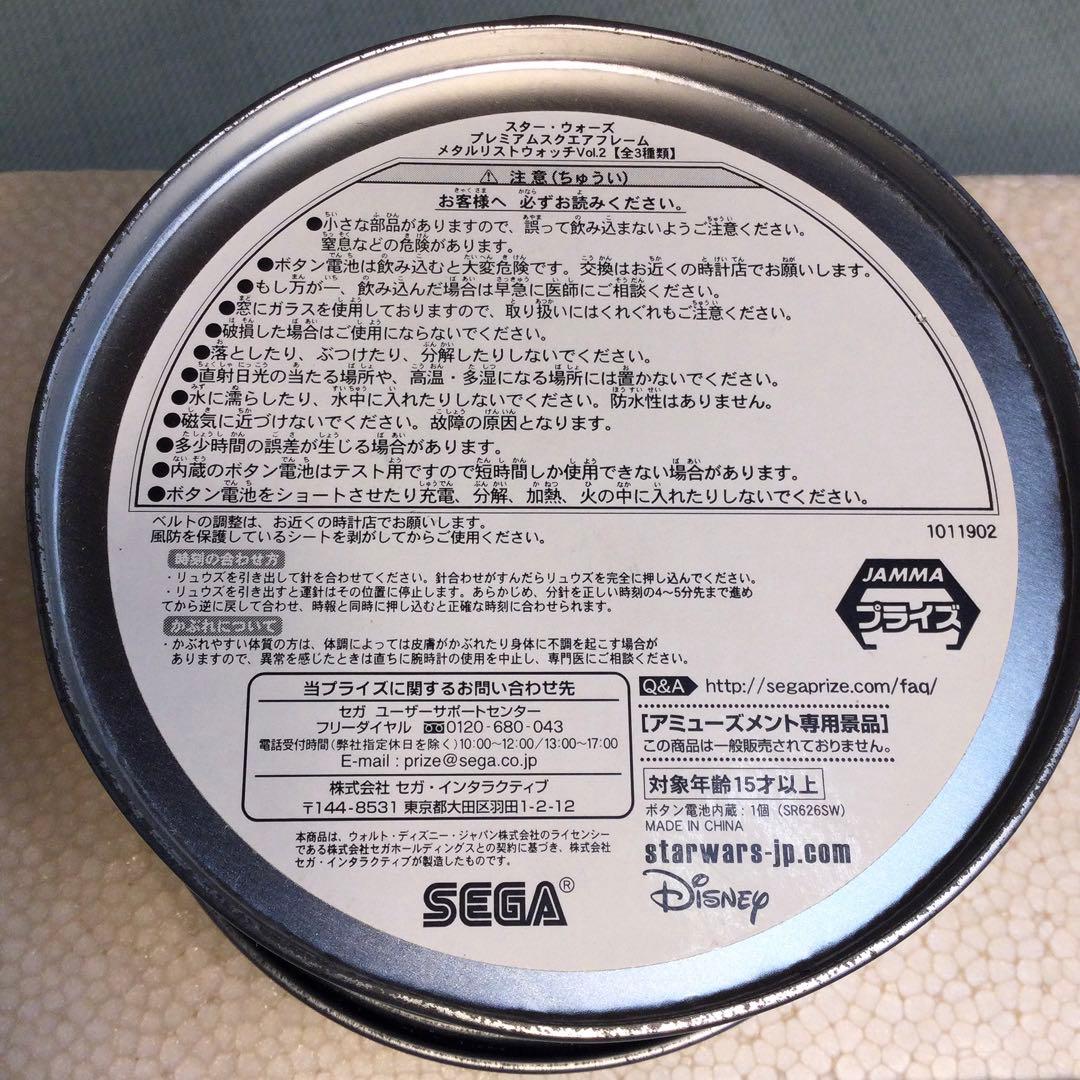 スター・ウォーズ
プレミアムスクエアフレーム
メタルリストウォッチVol.2【全3種類】
⚠ 注意(ちゅうい)
お客様へ 必ずお読みください。
●小さな部品がありますので、誤って飲み込まないようご注意ください。
窒息などの危険があります。
●ボタン電池は飲み込むと大変危険です。交換はお近くの時計店でお願いします。
●もし万が一、飲み込んだ場合は早急に医師にご相談ください。
●窓にガラスを使用しておりますので、取り扱いにはくれぐれもご注意ください。
●破損した場合はご使用にならないでください。
●落としたり、ぶつけたり、分解したりしないでください。
●直射日光の当たる場所や、高温・多湿になる場所には置かないでください。
●水に濡らしたり、水中に入れたりしないでください。防水性はありません。
●磁気に近づけないでください。故障の原因となります。
●多少時間の誤差が生じる場合があります。
●内蔵のボタン電池はテスト用ですので短時間しか使用できない場合があります。
●ボタン電池をショートさせたり充電、分解、加熱、火の中に入れたりしないでください。
ベルトの調整は、お近くの時計店でお願いします。
風防を保護しているシートを剥がしてからご使用ください。
1011902
時刻の合わせ方
・リュウズを引き出して針を合わせてください。針合わせがすんだらリュウズを完全に押し込んでください。
・リュウズを引き出すと運針はその位置に停止します。あらかじめ、分針を正しい時刻の4〜5分先まで進め
てから逆に戻して合わせ、時報と同時に押し込むと正確な時刻に合わせられます。
かぶれについて
・かぶれやすい体質の方は、体調によっては皮膚がかぶれたり身体に不調を起こす場合が
ありますので、異常を感じたときは直ちに腕時計の使用を中止し、専門医にご相談ください。
JAMMA
プライズ
当プライズに関するお問い合わせ先
セガ ユーザーサポートセンター
フリーダイヤル 0120-680-043
電話受付時間(弊社指定休日を除く)10:00〜12:00/13:00〜17:00
E-mail : prize@sega.co.jp
株式会社 セガ・インタラクティブ
〒144-8531 東京都大田区羽田1-2-12
Q&A http://segaprize.com/faq/
[アミューズメント専用景品]
この商品は一般販売されておりません。
対象年齢15才以上
ボタン電池内蔵:1個 (SR626SW)
MADE IN CHINA
starwars-jp.com
Disney
本商品は、ウォルト・ディズニー・ジャパン株式会社のライセンシー
である株式会社セガホールディングスとの契約に基づき、株式会社
セガ・インタラクティブが製造したものです。
SEGA®